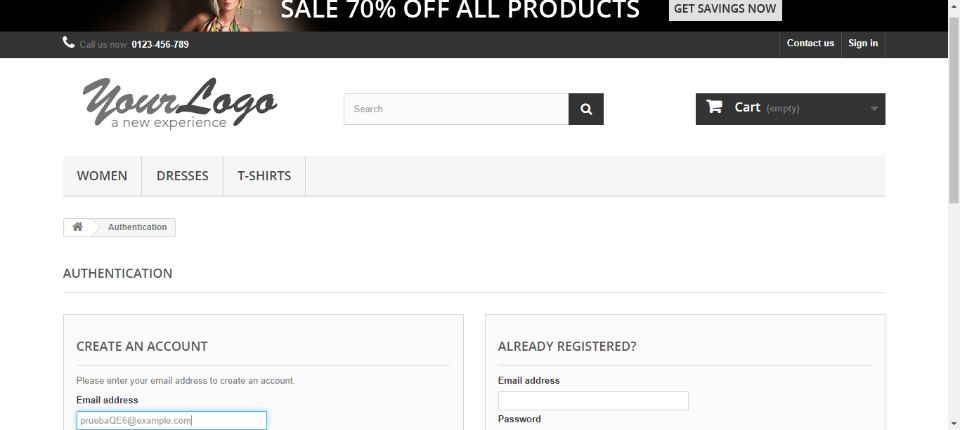 SALE 70% OFF ALL PRODUCTS GET SAVINGS NOW
Call us now: 0123-456-789 Contact us Sign in
YourLogo
a new experience
Search
Cart (empty)
WOMEN DRESSES T-SHIRTS
Authentication
AUTHENTICATION
CREATE AN ACCOUNT
Please enter your email address to create an account.
Email address
pruebaQE6@example.com
ALREADY REGISTERED?
Email address
Password